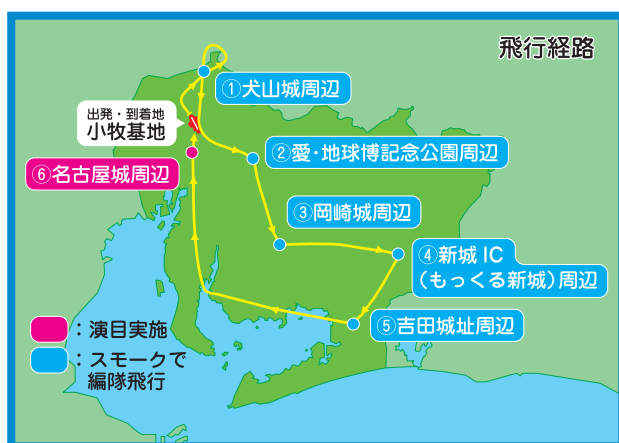 飛行経路
①犬山城周辺
出発・到着地
小牧基地
②愛・地球博記念公園周辺
⑥名古屋城周辺
③岡崎城周辺
④新城IC
（もっくる新城）周辺
⑤吉田城址周辺
：演目実施
：スモークで
編隊飛行